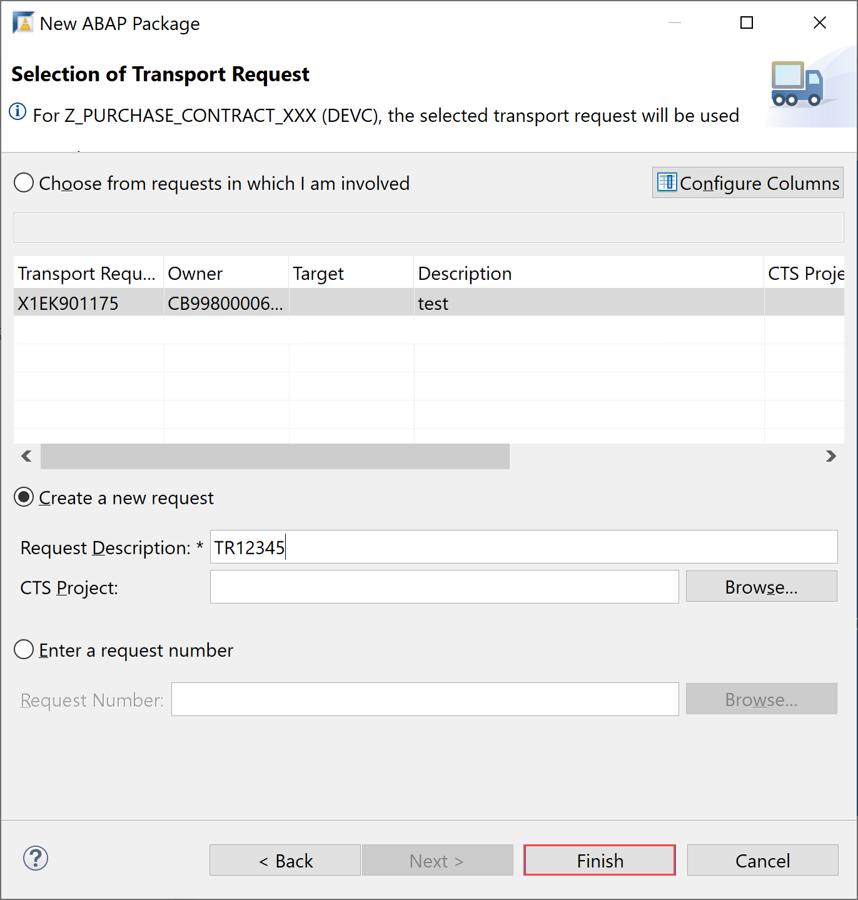 New ABAP Package
Selection of Transport Request
For Z_PURCHASE_CONTRACT_XXX (DEVC), the selected transport request will be used
Choose from requests in which I am involved
Configure Columns
Transport Requ... Owner Target Description CTS Proje
X1EK901175 CB99800006... test
Create a new request
Request Description: * TR12345
CTS Project: Browse...
Enter a request number
Request Number: Browse...
? < Back Next > Finish Cancel